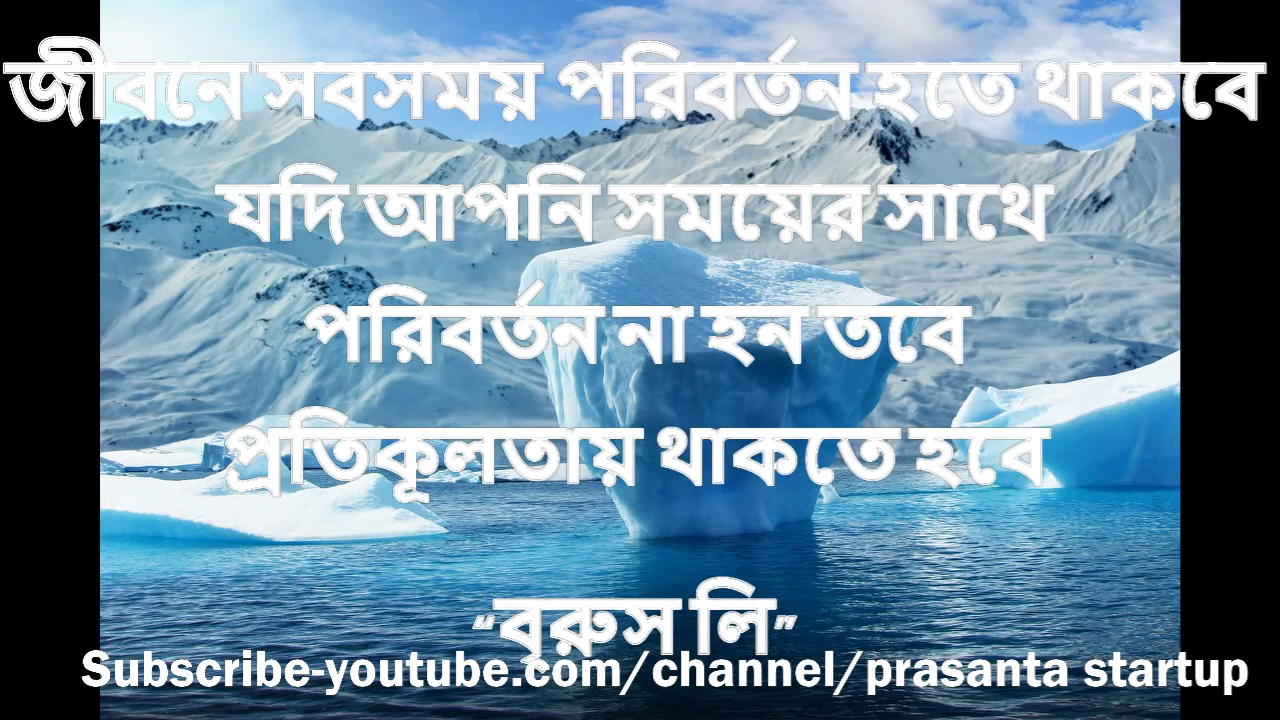 জীবনে সবসময় পরিবর্তন হতে থাকবে
যদি আপনি সময়ের সাথে
পরিবর্তন না হন তবে
প্রতিকূলতায় থাকতে হবে
“বৃরুস লি”
Subscribe-youtube.com/channel/prasanta startup